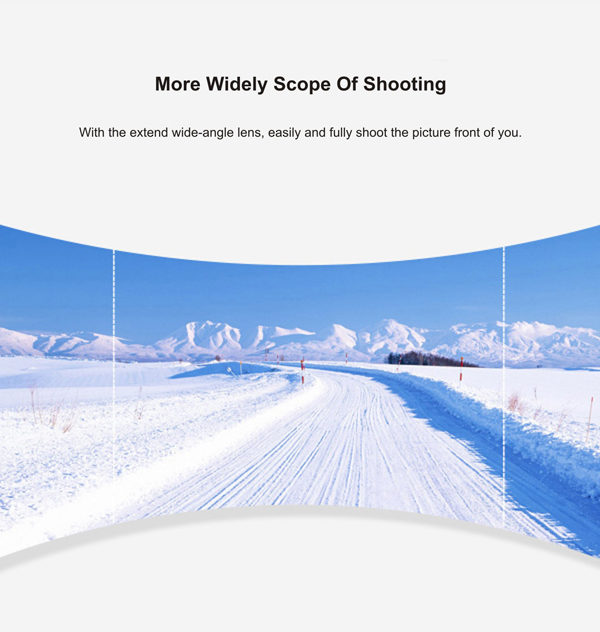 More Widely Scope Of Shooting
With the extend wide-angle lens, easily and fully shoot the picture front of you.